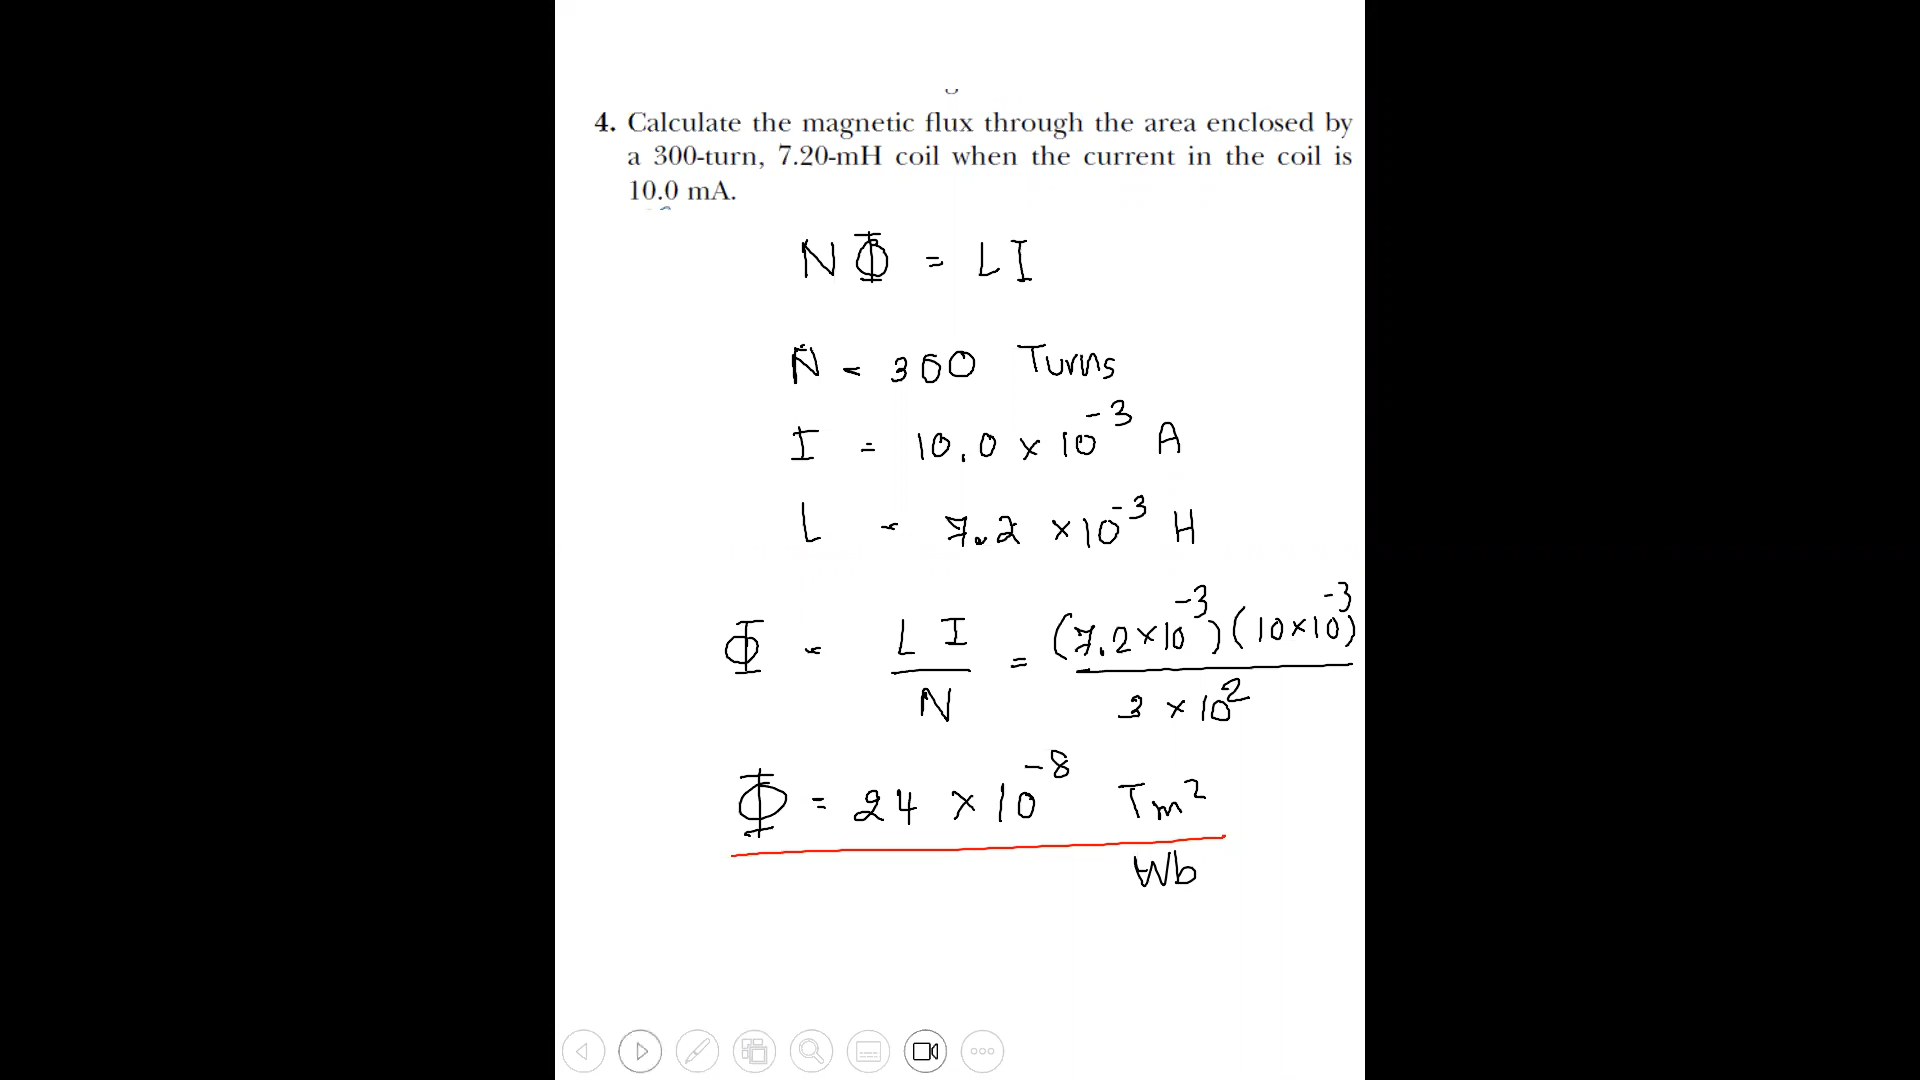 4. Calculate the magnetic flux through the area enclosed by
a 300-turn, 7.20-mH coil when the current in the coil is
10.0 mA.
NΦ = LI
N = 300 Turns
I = 10.0 × 10⁻³ A
L = 7.2 × 10⁻³ H
Φ = L I / N = (7.2×10⁻³)(10×10⁻³) / 3 × 10²
Φ = 24 × 10⁻⁸ Tm²
Wb